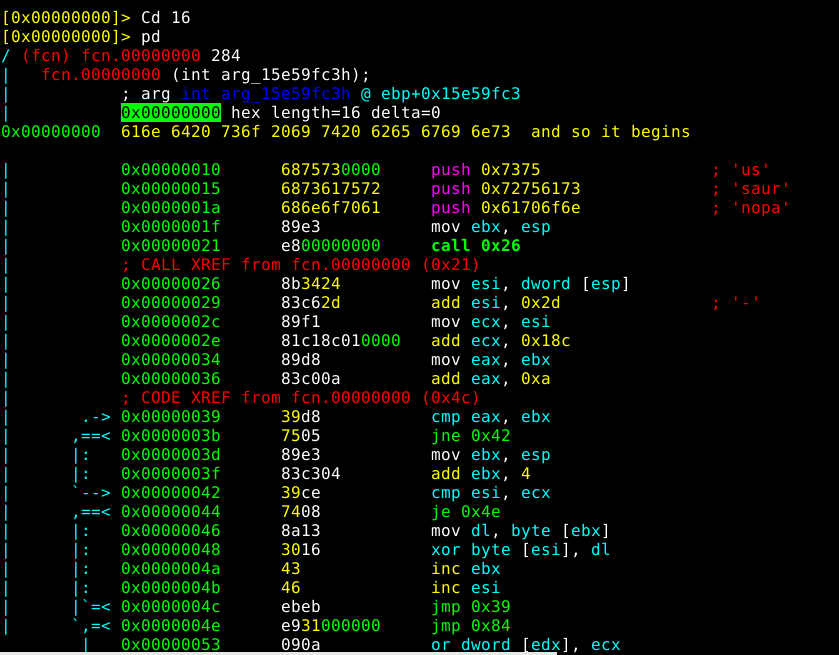 [0x00000000]> Cd 16
[0x00000000]> pd
/ (fcn) fcn.00000000 284
|   fcn.00000000 (int arg_15e59fc3h);
|           ; arg int arg_15e59fc3h @ ebp+0x15e59fc3
|           0x00000000 hex length=16 delta=0
0x00000000  616e 6420 736f 2069 7420 6265 6769 6e73  and so it begins
|           0x00000010      6875730000     push 0x7375                 ; 'us'
|           0x00000015      6873617572     push 0x72756173             ; 'saur'
|           0x0000001a      686e6f7061     push 0x61706f6e             ; 'nopa'
|           0x0000001f      89e3           mov ebx, esp
|           0x00000021      e800000000     call 0x26
|           ; CALL XREF from fcn.00000000 (0x21)
|           0x00000026      8b3424         mov esi, dword [esp]
|           0x00000029      83c62d         add esi, 0x2d               ; '-'
|           0x0000002c      89f1           mov ecx, esi
|           0x0000002e      81c18c010000   add ecx, 0x18c
|           0x00000034      89d8           mov eax, ebx
|           0x00000036      83c00a         add eax, 0xa
|           ; CODE XREF from fcn.00000000 (0x4c)
|       .-> 0x00000039      39d8           cmp eax, ebx
|      ,==< 0x0000003b      7505           jne 0x42
|      |:   0x0000003d      89e3           mov ebx, esp
|      |:   0x0000003f      83c304         add ebx, 4
|      `--> 0x00000042      39ce           cmp esi, ecx
|      ,==< 0x00000044      7408           je 0x4e
|      |:   0x00000046      8a13           mov dl, byte [ebx]
|      |:   0x00000048      3016           xor byte [esi], dl
|      |:   0x0000004a      43             inc ebx
|      |:   0x0000004b      46             inc esi
|      |`=< 0x0000004c      ebeb           jmp 0x39
|      `,=< 0x0000004e      e931000000     jmp 0x84
|       |   0x00000053      090a           or dword [edx], ecx